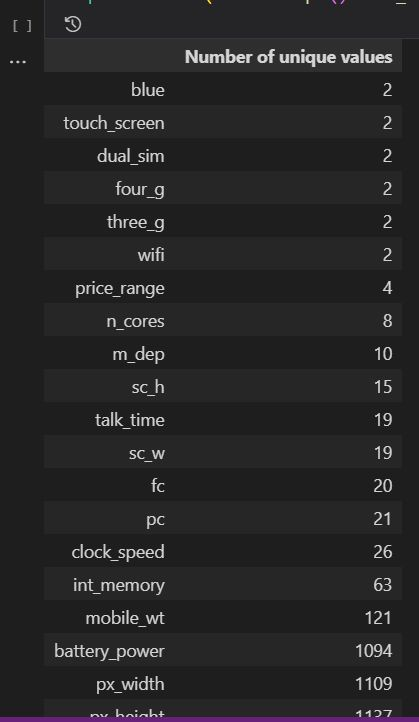 [ ]
...
Number of unique values
blue 2
touch_screen 2
dual_sim 2
four_g 2
three_g 2
wifi 2
price_range 4
n_cores 8
m_dep 10
sc_h 15
talk_time 19
sc_w 19
fc 20
pc 21
clock_speed 26
int_memory 63
mobile_wt 121
battery_power 1094
px_width 1109
px_height 1137